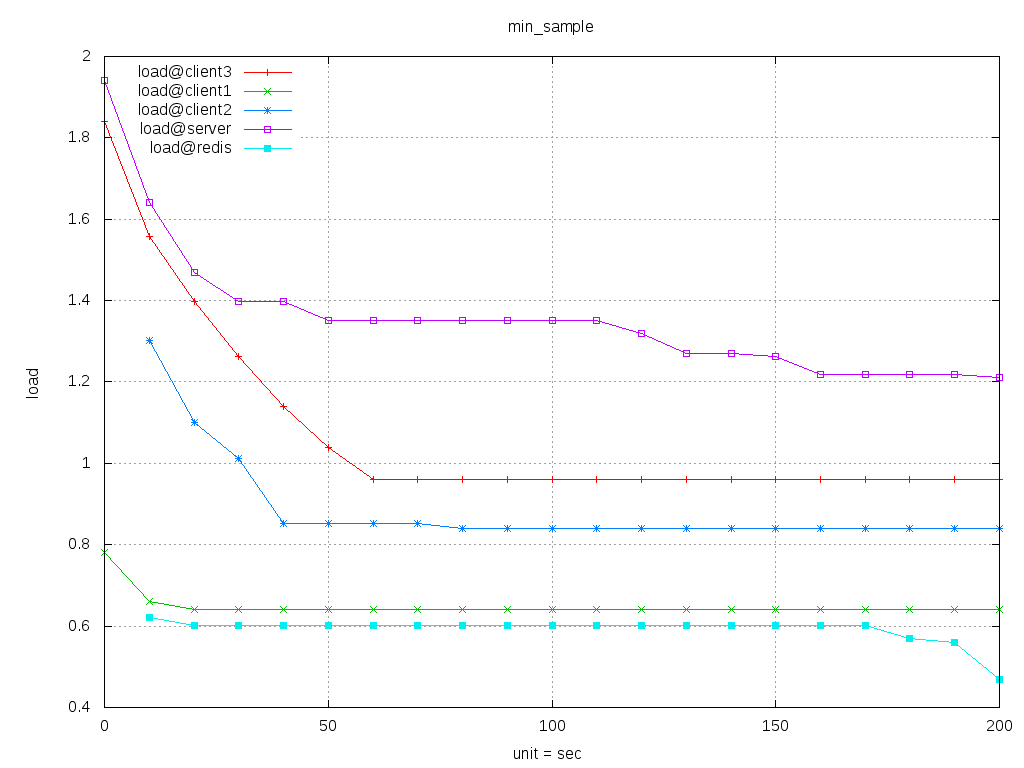 min_sample
load@client3
load@client1
load@client2
load@server
load@redis
2
1.8
1.6
1.4
1.2
1
0.8
0.6
0.4
load
0 50 100 150 200
unit = sec